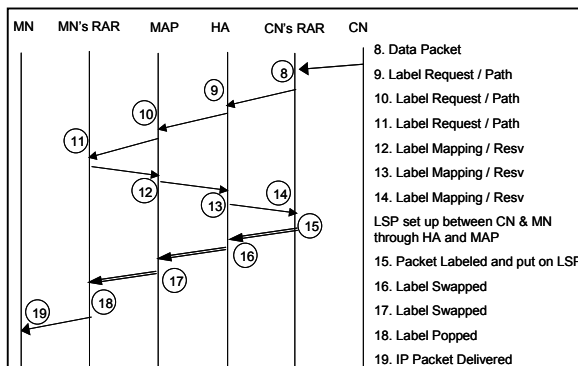 MN MN's RAR MAP HA CN's RAR CN
8. Data Packet
8
9. Label Request / Path
9
10. Label Request / Path
10
11. Label Request / Path
11
12. Label Mapping / Resv
12
13. Label Mapping / Resv
13
14. Label Mapping / Resv
14
LSP set up between CN & MN
through HA and MAP
15
15. Packet Labeled and put on LSP
16
16. Label Swapped
17
17. Label Swapped
18
18. Label Popped
19
19. IP Packet Delivered